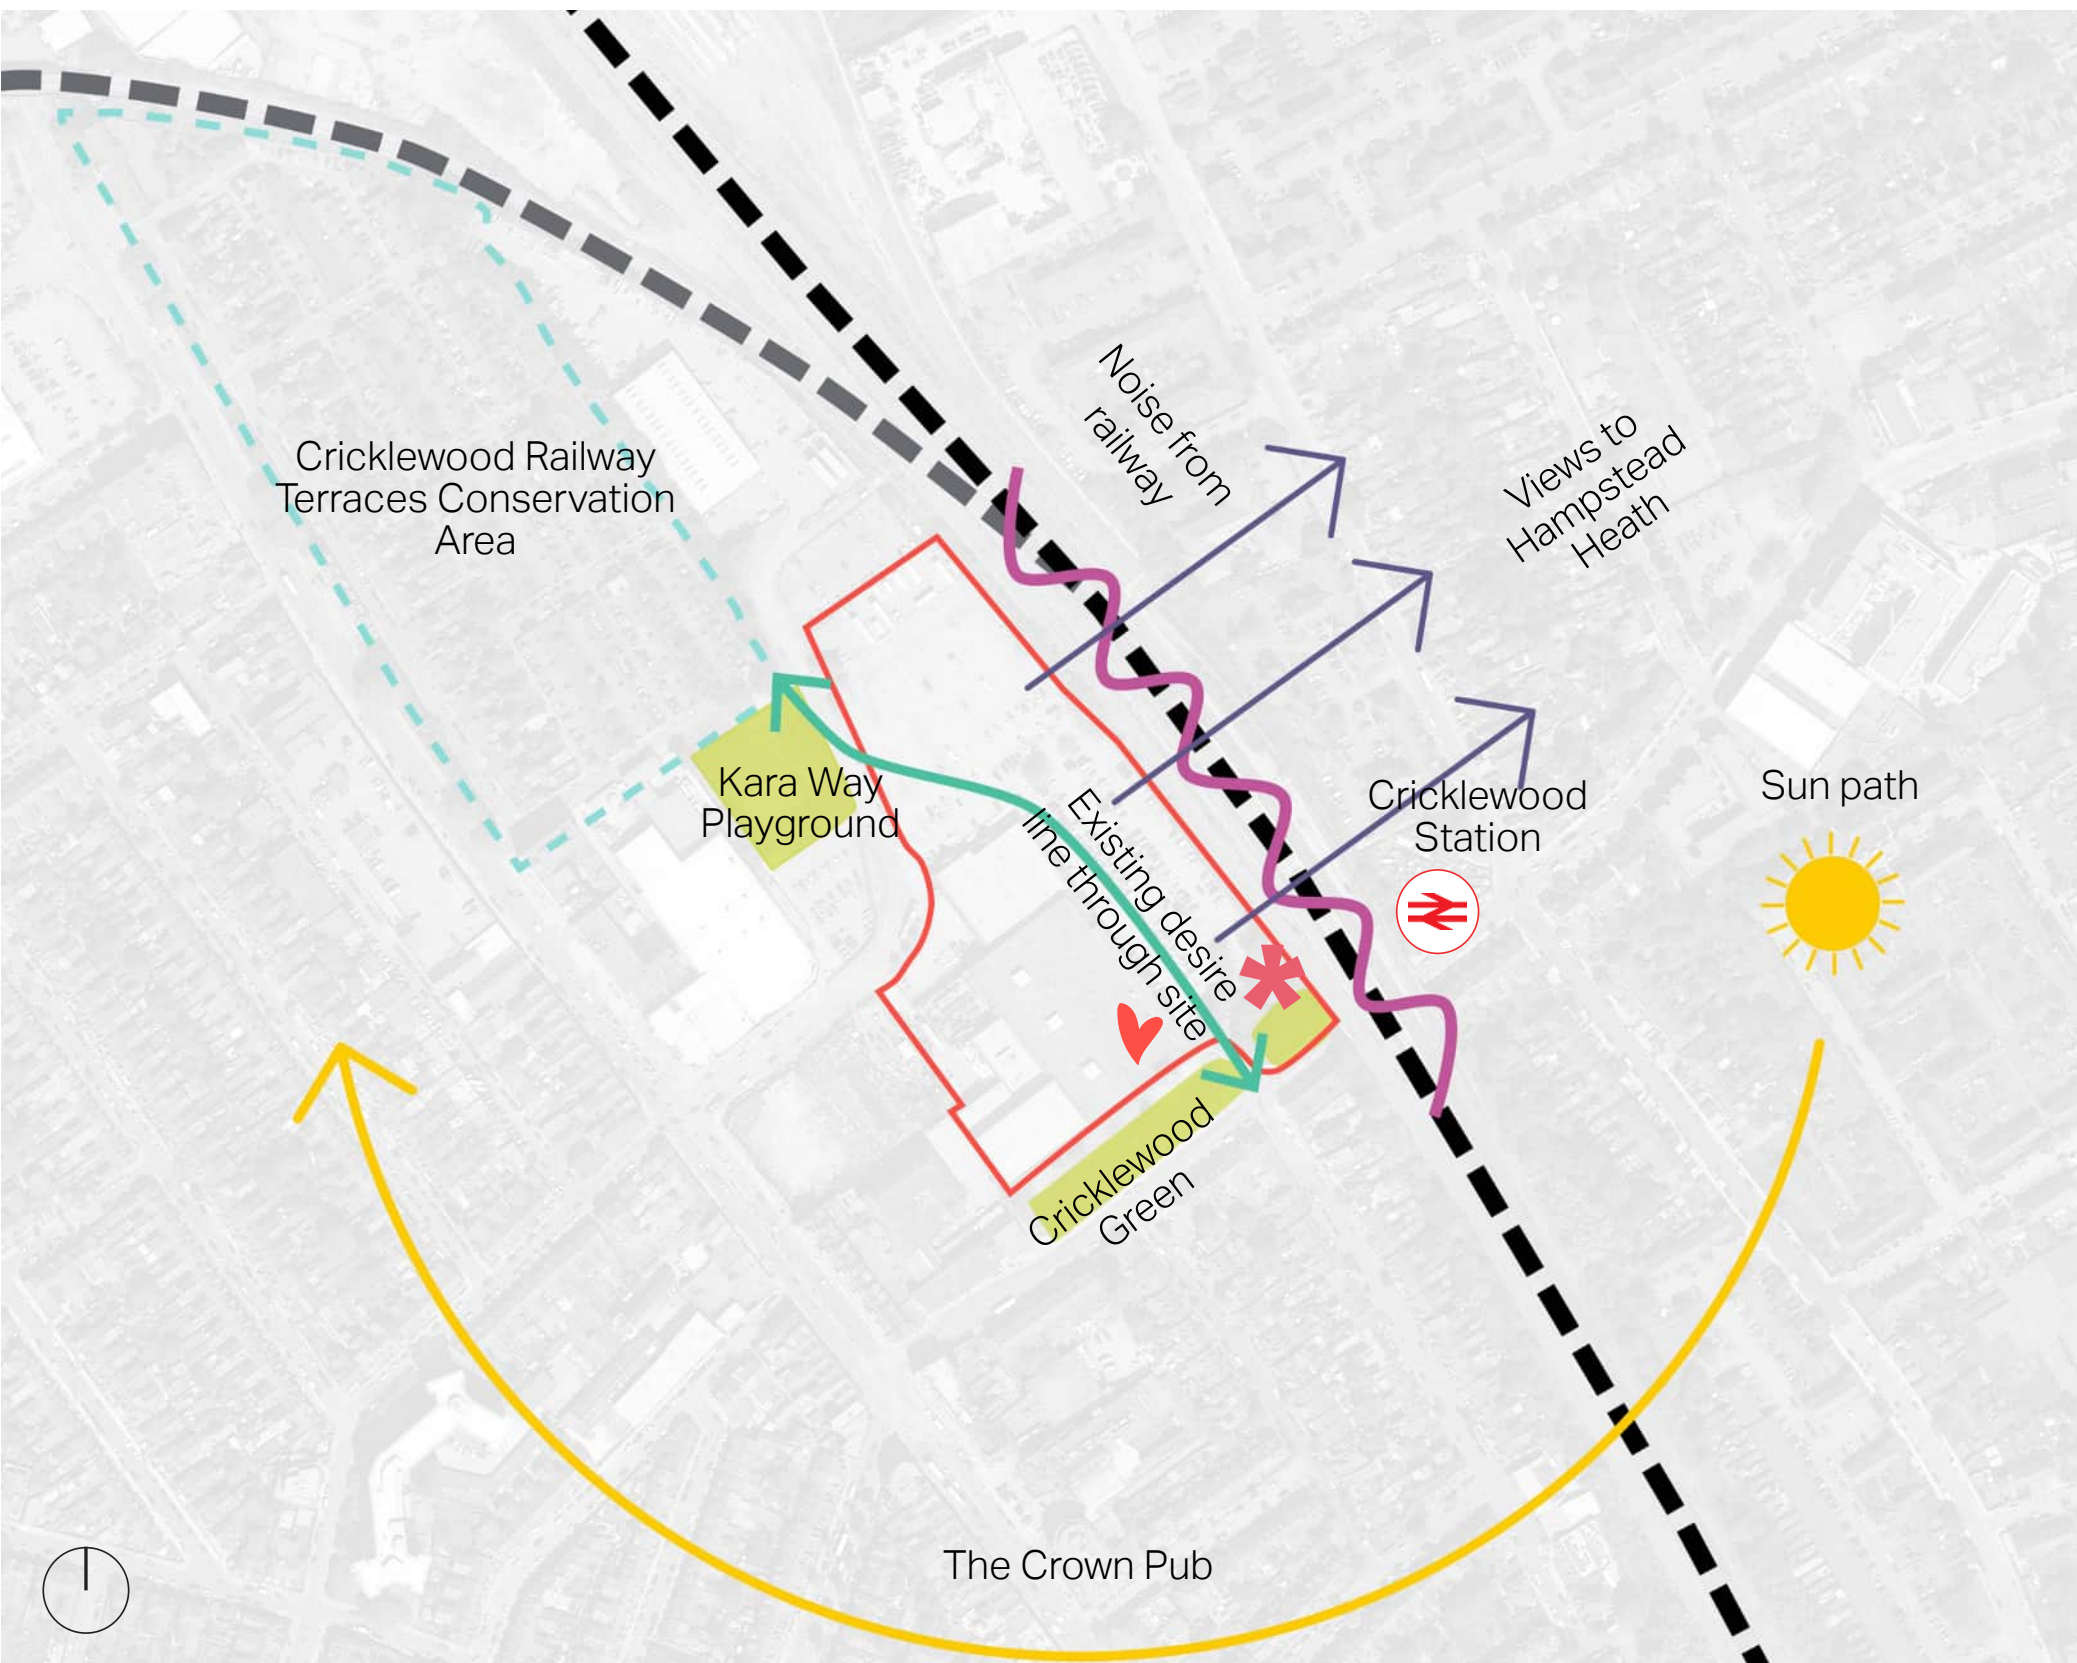 Noise from
railway
Views to
Hampstead
Heath
Cricklewood Railway
Terraces Conservation
Area
Kara Way
Playground
Existing desire
line through site
Cricklewood
Station
Sun path
Cricklewood
Green
The Crown Pub